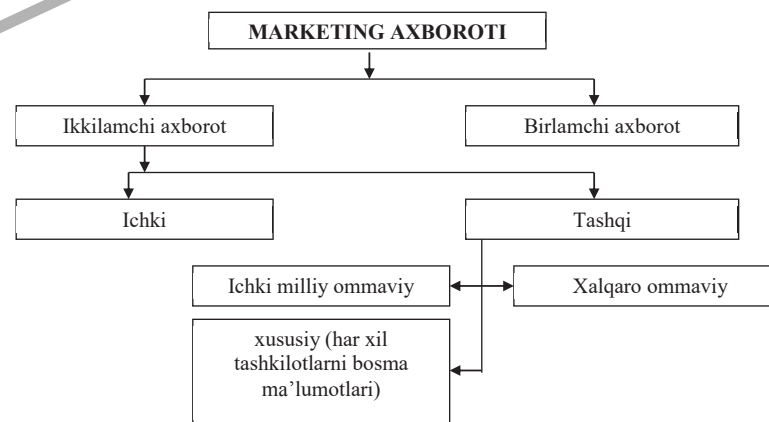 MARKETING AXBOROTI
Ikkilamchi axborot
Birlamchi axborot
Ichki
Tashqi
Ichki milliy ommaviy
Xalqaro ommaviy
xususiy (har xil
tashkilotlarni bosma
ma’lumotlari)